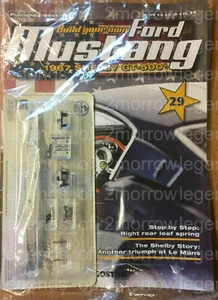 build your own
Ford
Mustang
1967 SHELBY GT-500
2morrowlege
29
Step by Step:
Right rear leaf spring
The Shelby Story:
Another triumph at Le Mans